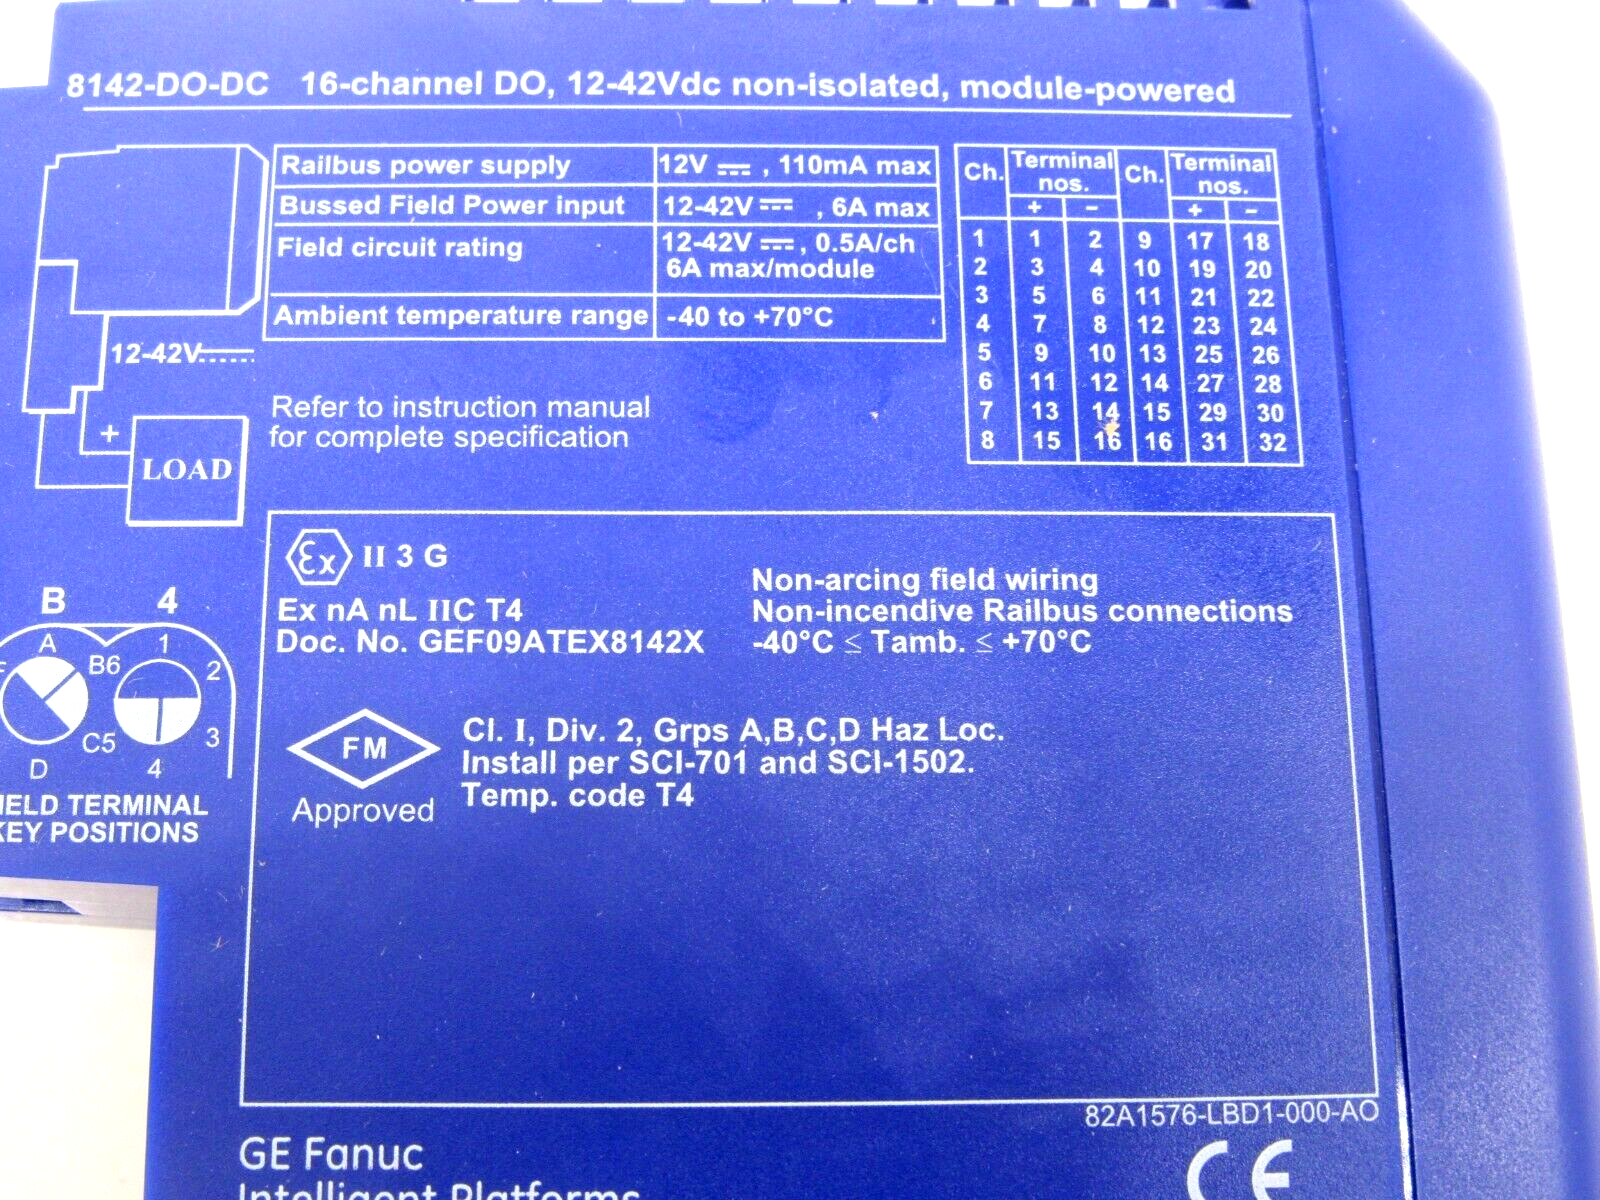 8142-DO-DC 16-channel DO, 12-42Vdc non-isolated, module-powered
Railbus power supply 12V ⎓, 110mA max
Bussed Field Power input 12-42V ⎓, 6A max
Field circuit rating 12-42V ⎓, 0.5A/ch
6A max/module
Ambient temperature range -40 to +70°C
Ch. Terminal nos. Ch. Terminal nos.
+ - + -
1 1 2 9 17 18
2 3 4 10 19 20
3 5 6 11 21 22
4 7 8 12 23 24
5 9 10 13 25 26
6 11 12 14 27 28
7 13 14 15 29 30
8 15 16 16 31 32
12-42V
+
LOAD
Refer to instruction manual
for complete specification
Ex II 3 G
Ex nA nL IIC T4
Doc. No. GEF09ATEX8142X
Non-arcing field wiring
Non-incendive Railbus connections
-40°C ≤ Tamb. ≤ +70°C
FM
Approved
Cl. I, Div. 2, Grps A,B,C,D Haz Loc.
Install per SCI-701 and SCI-1502.
Temp. code T4
B 4
A 1
B6 2
C5 3
D 4
IELD TERMINAL
KEY POSITIONS
82A1576-LBD1-000-AO
GE Fanuc
Intelligent Platforms
CE